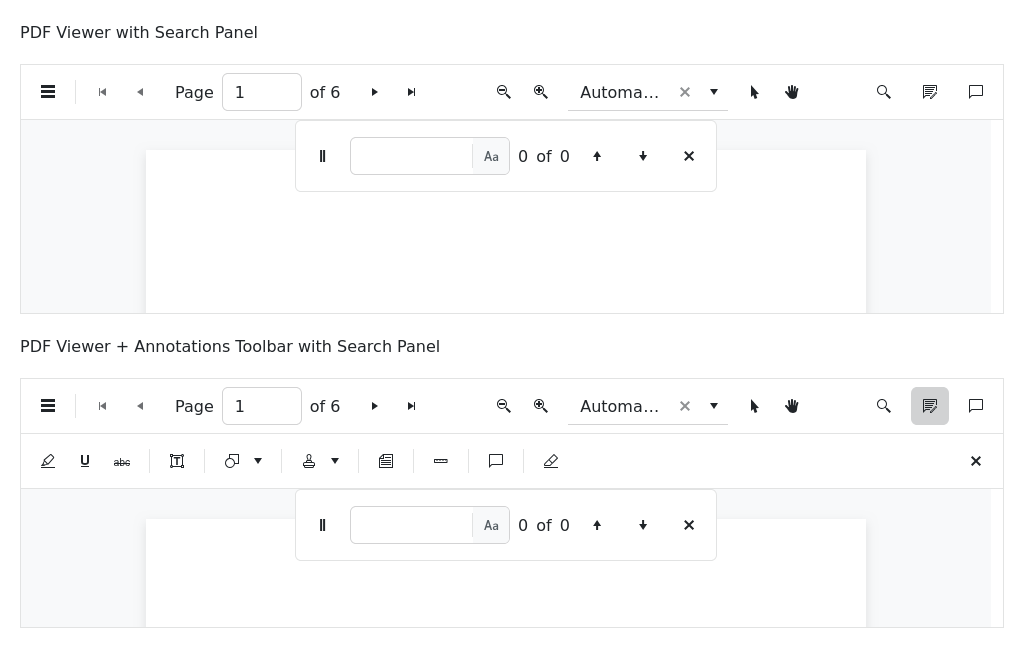 PDF Viewer with Search Panel
Page 1 of 6 Automa...
Aa 0 of 0
PDF Viewer + Annotations Toolbar with Search Panel
Page 1 of 6 Automa...
U abc T
Aa 0 of 0